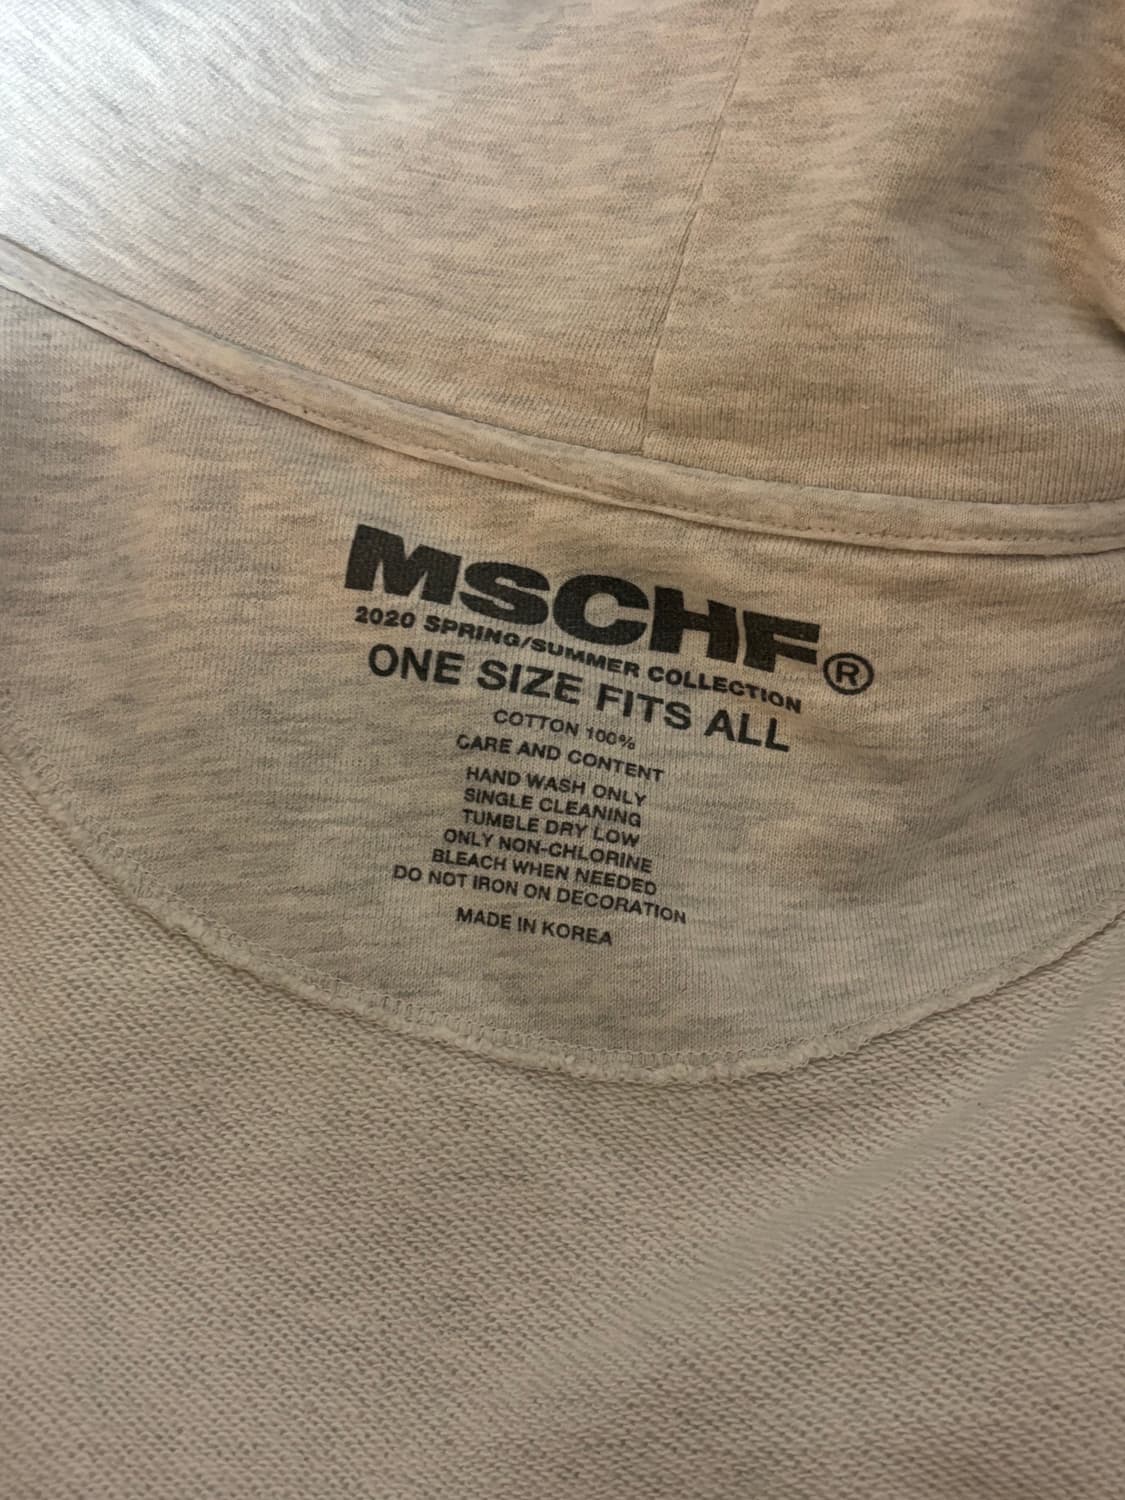 MSCHF®
2020 SPRING/SUMMER COLLECTION
ONE SIZE FITS ALL
COTTON 100%
CARE AND CONTENT
HAND WASH ONLY
SINGLE CLEANING
TUMBLE DRY LOW
ONLY NON-CHLORINE
BLEACH WHEN NEEDED
DO NOT IRON ON DECORATION
MADE IN KOREA